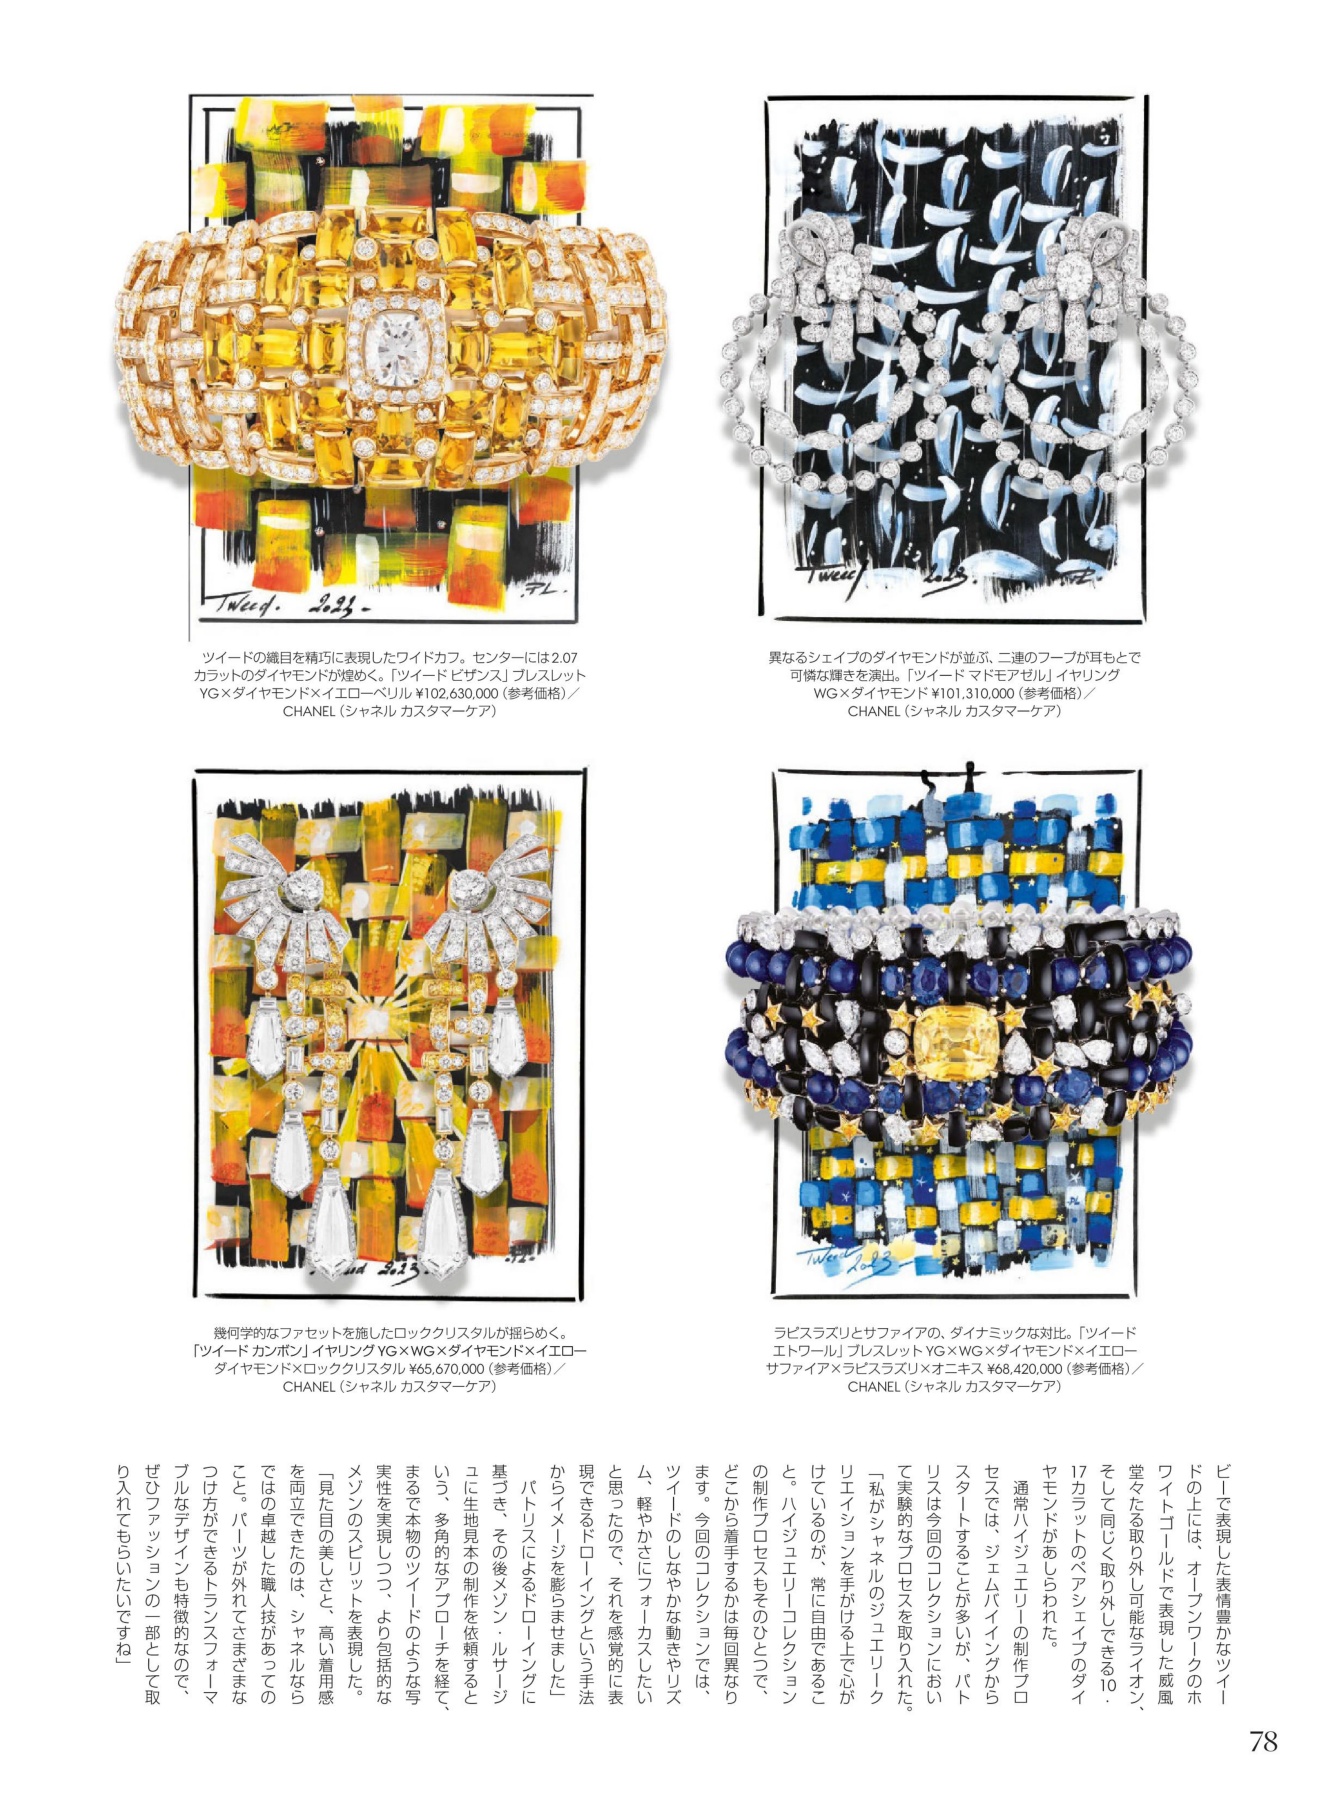 Tweed. 2023-
P.L.
Tweed 2023.
P.L.
ツイードの織目を精巧に表現したワイドカフ。センターには2.07
カラットのダイヤモンドが煌めく。「ツイード ビザンス」ブレスレット
YG×ダイヤモンド×イエローベリル ¥102,630,000（参考価格）／
CHANEL（シャネル カスタマーケア）
異なるシェイプのダイヤモンドが並ぶ、二連のフープが耳もとで
可憐な輝きを演出。「ツイード マドモアゼル」イヤリング
WG×ダイヤモンド ¥101,310,000（参考価格）／
CHANEL（シャネル カスタマーケア）
2023.
P.L.
Tweed
2023-
幾何学的なファセットを施したロッククリスタルが揺らめく。
「ツイード カンボン」イヤリング YG×WG×ダイヤモンド×イエロー
ダイヤモンド×ロッククリスタル ¥65,670,000（参考価格）／
CHANEL（シャネル カスタマーケア）
ラピスラズリとサファイアの、ダイナミックな対比。「ツイード
エトワール」ブレスレット YG×WG×ダイヤモンド×イエロー
サファイア×ラピスラズリ×オニキス ¥68,420,000（参考価格）／
CHANEL（シャネル カスタマーケア）
ビーで表現した表情豊かなツイー
ドの上には、オープンワークのホ
ワイトゴールドで表現した威風
堂々たる取り外し可能なライオン、
そして同じく取り外しできる10・
17カラットのペアシェイプのダイ
ヤモンドがあしらわれた。
通常ハイジュエリーの制作プロ
セスでは、ジェムバイイングから
スタートすることが多いが、パト
リスは今回のコレクションにおい
て実験的なプロセスを取り入れた。
「私がシャネルのジュエリーク
リエイションを手がける上で心が
けているのが、常に自由であるこ
と。ハイジュエリーコレクション
の制作プロセスもそのひとつで、
どこから着手するかは毎回異なり
ます。今回のコレクションでは、
ツイードのしなやかな動きやリズ
ム、軽やかさにフォーカスしたい
と思ったので、それを感覚的に表
現できるドローイングという手法
からイメージを膨らませました」
パトリスによるドローイングに
基づき、その後メゾン・ルサージ
ュに生地見本の制作を依頼すると
いう、多角的なアプローチを経て、
まるで本物のツイードのような写
実性を実現しつつ、より包括的な
メゾンのスピリットを表現した。
「見た目の美しさと、高い着用感
を両立できたのは、シャネルなら
ではの卓越した職人技があっての
こと。パーツが外れてさまざまな
つけ方ができるトランスフォーマ
ブルなデザインも特徴的なので、
ぜひファッションの一部として取
り入れてもらいたいですね」
78